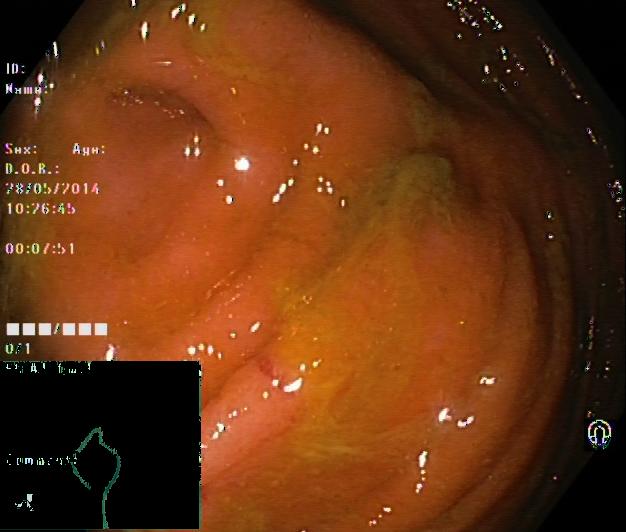 ID:
Name:
Sex: Age:
D.O.B.:
28/05/2014
10:26:45
00:07:51
■■■/■■■
0/1
Comment: